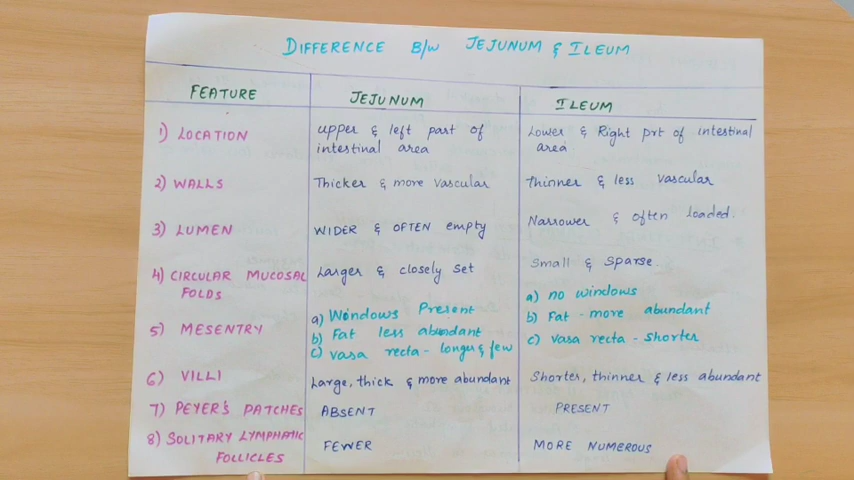 DIFFERENCE B/W JEJUNUM & ILEUM
FEATURE JEJUNUM ILEUM
1) LOCATION
Upper & left part of
intestinal area
Lower & Right prt of intestinal
area
2) WALLS
Thicker & more vascular
Thinner & less vascular
3) LUMEN
WIDER & OFTEN empty
Narrower & often loaded.
4) CIRCULAR MUCOSAL
FOLDS
Larger & closely set
Small & sparse.
5) MESENTRY
a) Windows Present
b) Fat less abundant
c) Vasa recta - longer & few
a) no windows
b) Fat - more abundant
c) Vasa recta - shorter
6) VILLI
Large, thick & more abundant
Shorter, thinner & less abundant
7) PEYER'S PATCHES
ABSENT
PRESENT
8) SOLITARY LYMPHATIC
FOLLICLES
FEWER
MORE NUMEROUS